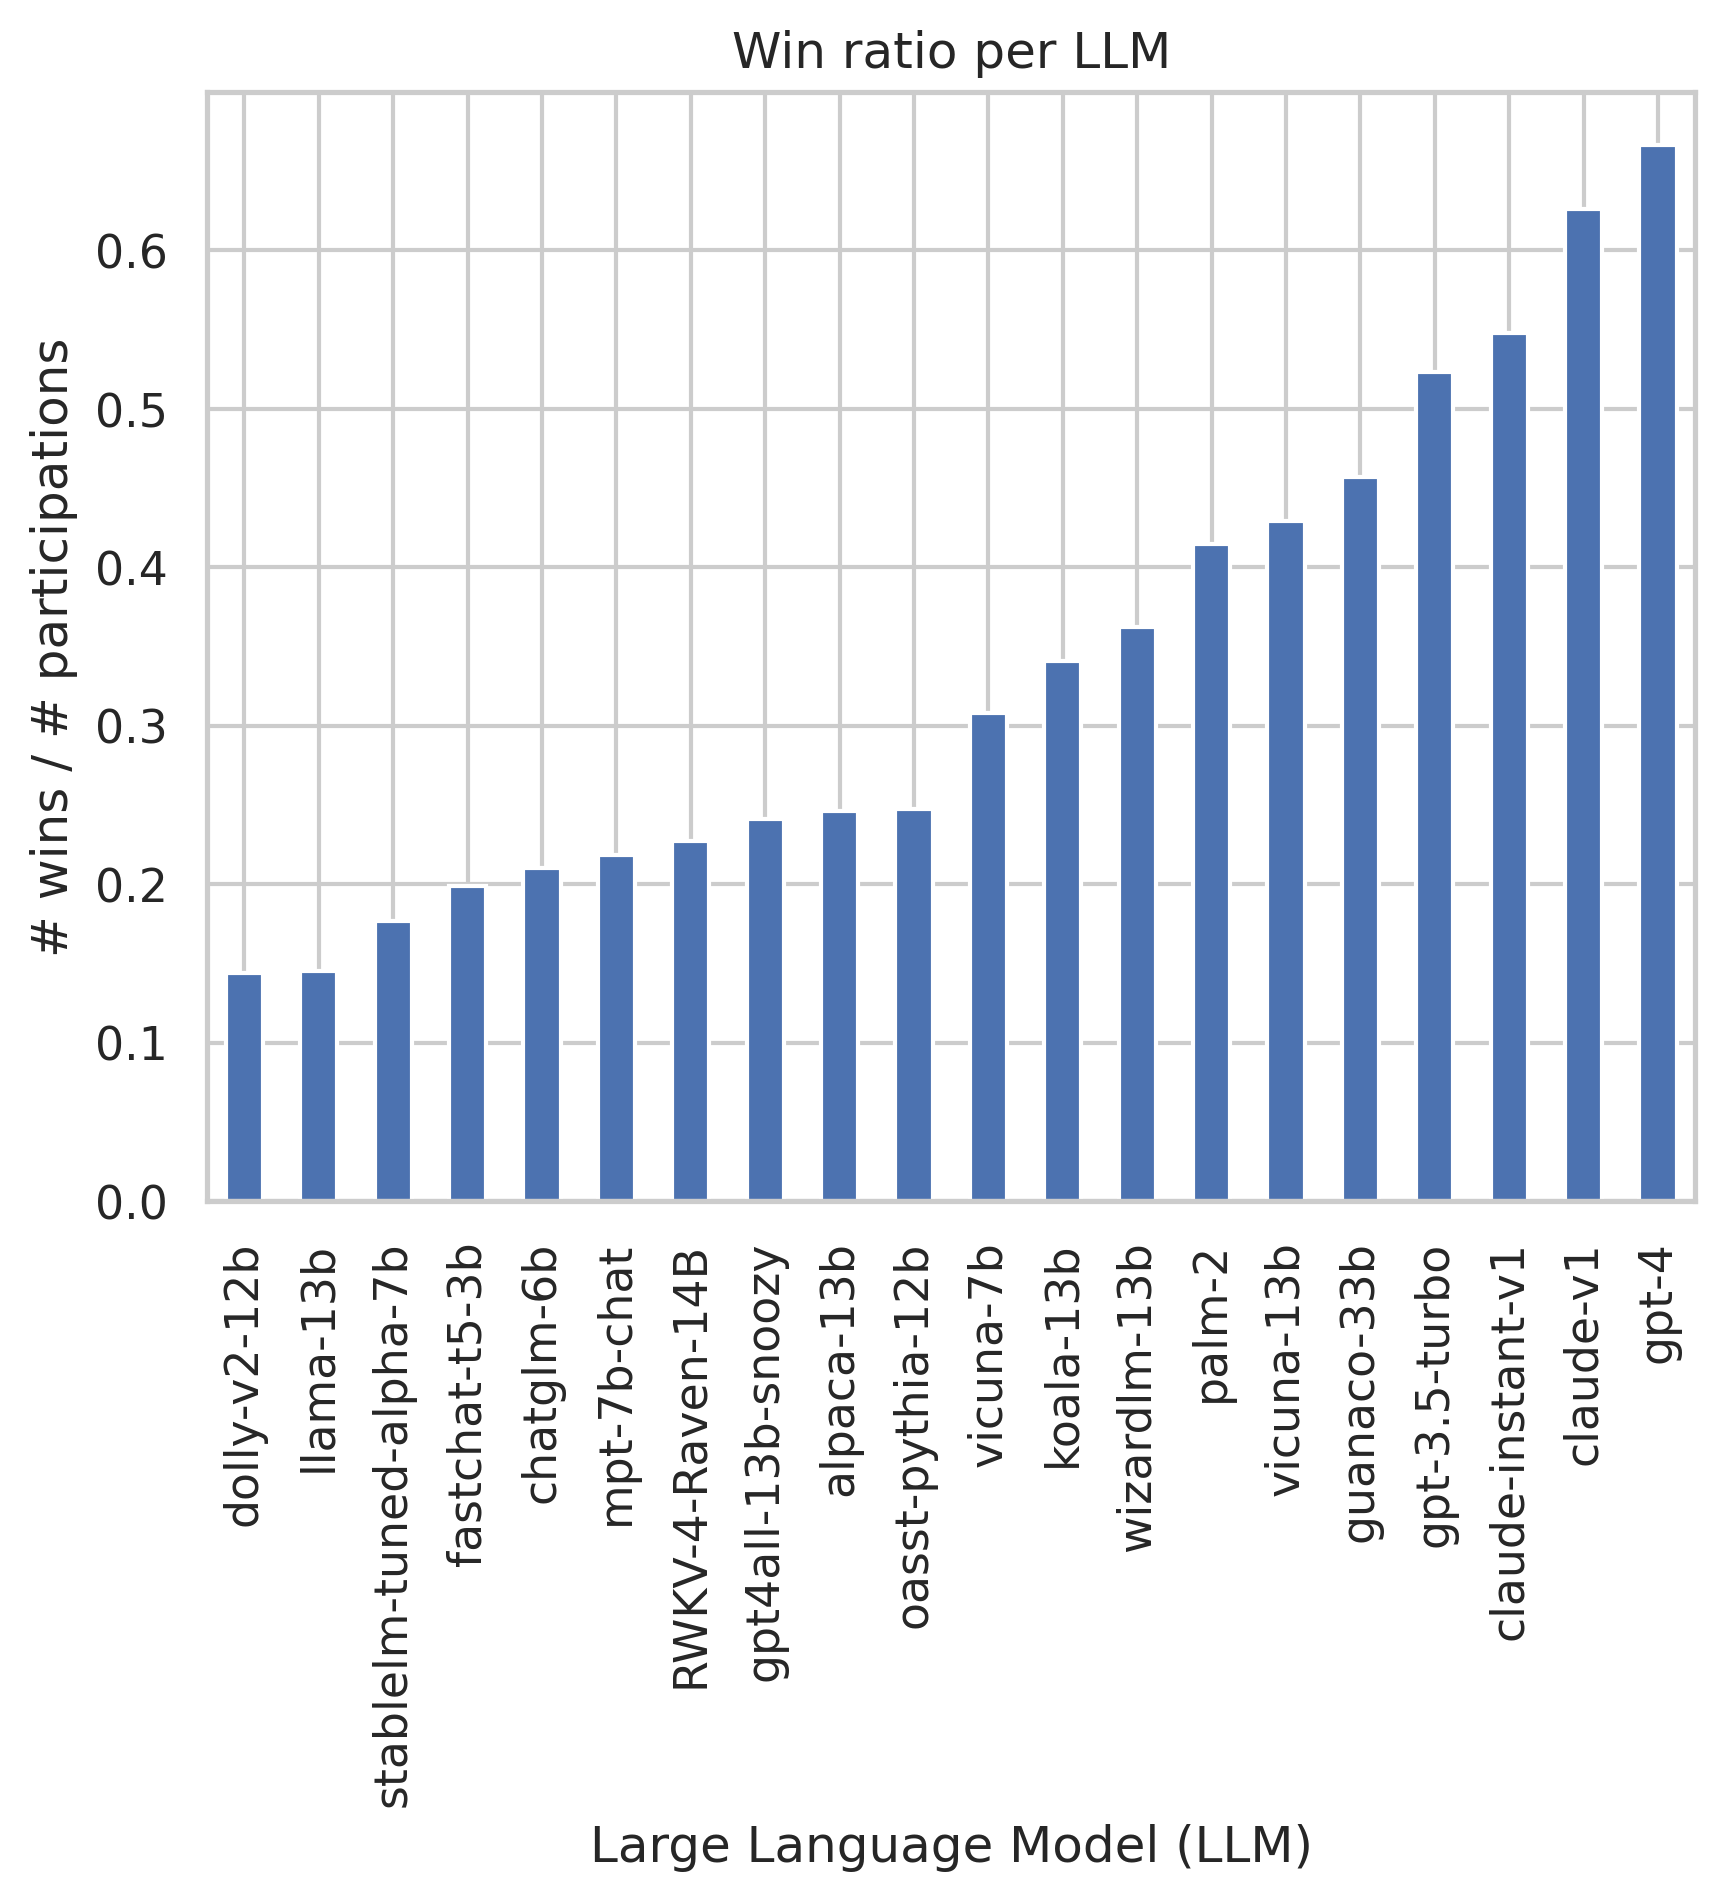 Win ratio per LLM
# wins / # participations
0.6
0.5
0.4
0.3
0.2
0.1
0.0
dolly-v2-12b
llama-13b
stablelm-tuned-alpha-7b
fastchat-t5-3b
chatglm-6b
mpt-7b-chat
RWKV-4-Raven-14B
gpt4all-13b-snoozy
alpaca-13b
oasst-pythia-12b
vicuna-7b
koala-13b
wizardlm-13b
palm-2
vicuna-13b
guanaco-33b
gpt-3.5-turbo
claude-instant-v1
claude-v1
gpt-4
Large Language Model (LLM)